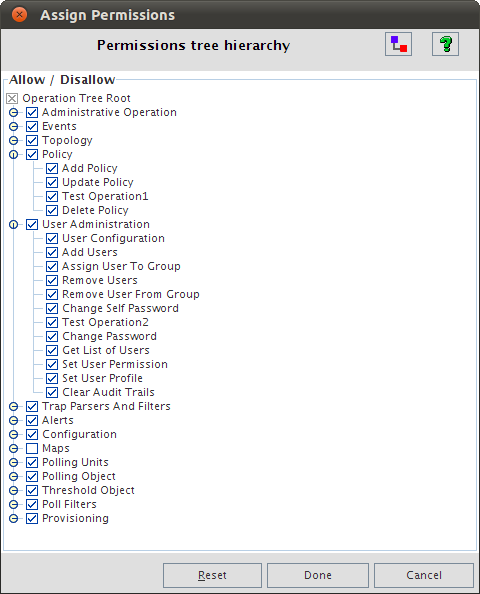 Assign Permissions
Permissions tree hierarchy
Allow / Disallow
Operation Tree Root
Administrative Operation
Events
Topology
Policy
Add Policy
Update Policy
Test Operation1
Delete Policy
User Administration
User Configuration
Add Users
Assign User To Group
Remove Users
Remove User From Group
Change Self Password
Test Operation2
Change Password
Get List of Users
Set User Permission
Set User Profile
Clear Audit Trails
Trap Parsers And Filters
Alerts
Configuration
Maps
Polling Units
Polling Object
Threshold Object
Poll Filters
Provisioning
Reset Done Cancel